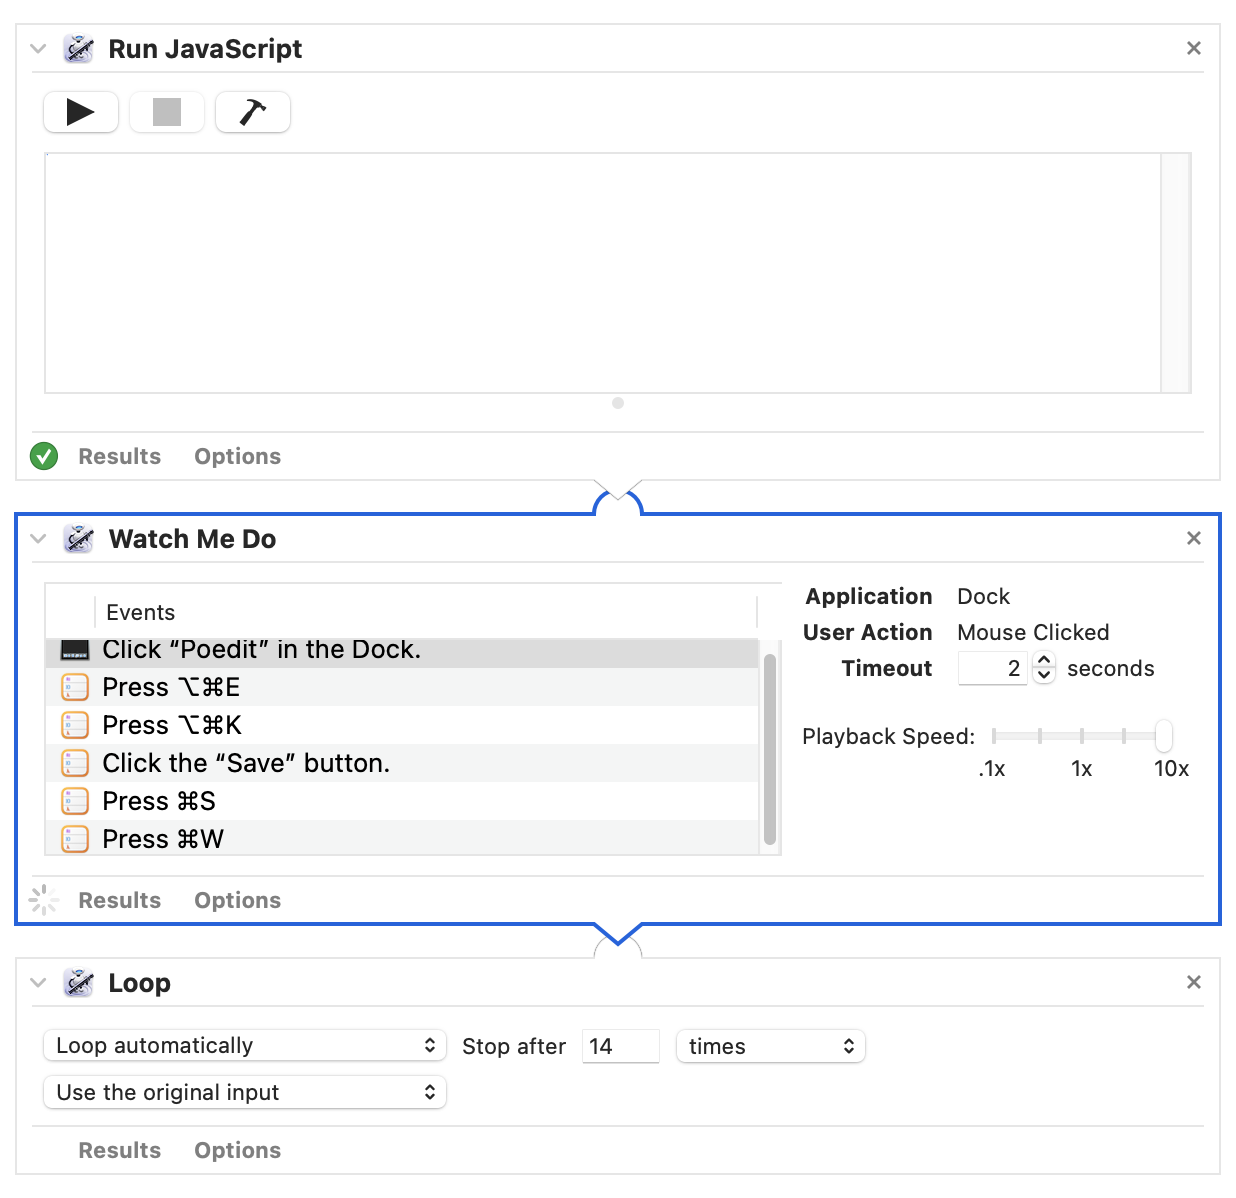 Run JavaScript
Results Options
Watch Me Do
Events
Click “Poedit” in the Dock.
Press ⌥⌘E
Press ⌥⌘K
Click the “Save” button.
Press ⌘S
Press ⌘W
Application Dock
User Action Mouse Clicked
Timeout 2 seconds
Playback Speed:
.1x 1x 10x
Results Options
Loop
Loop automatically Stop after 14 times
Use the original input
Results Options